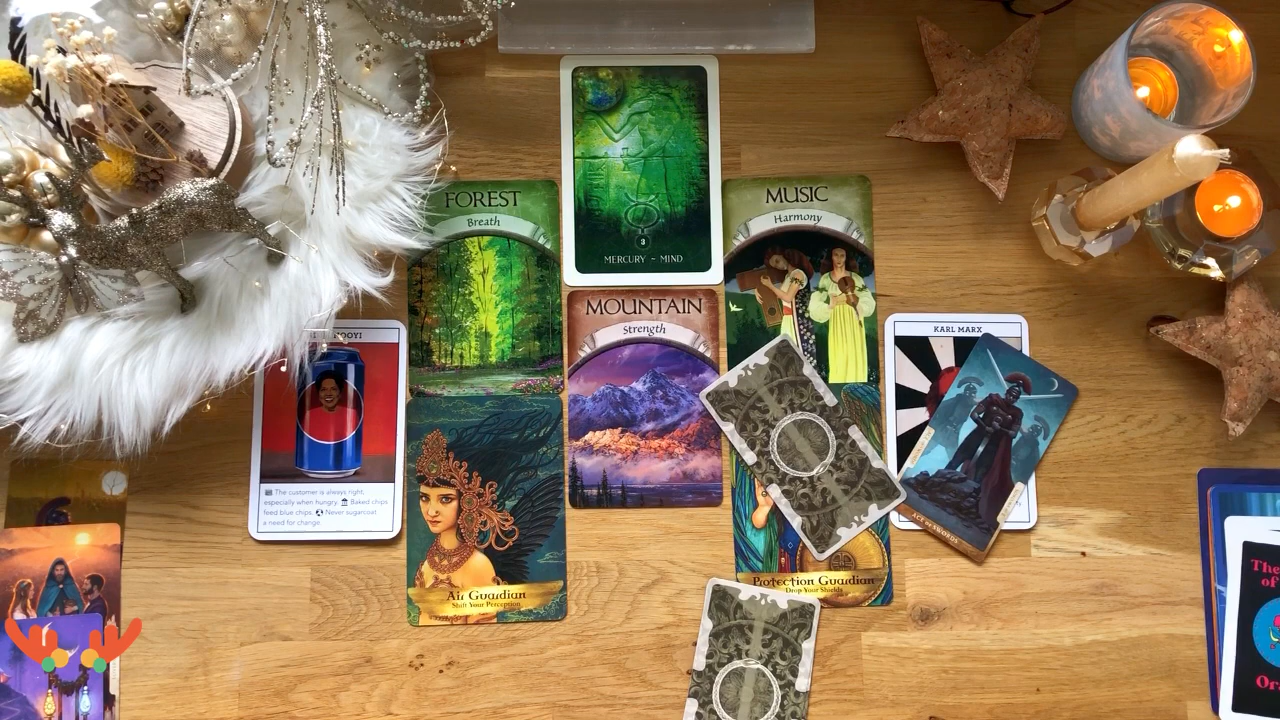 FOREST
Breath
3
MERCURY - MIND
MUSIC
Harmony
MOUNTAIN
Strength
OOYI
The customer is always right,
especially when hungry. Baked chips
feed blue chips. Never sugarcoat
a need for change.
KARL MARX
ACE OF SWORDS
Air Guardian
Shift Your Perception
Protection Guardian
Drop Your Shields
The
of
Or